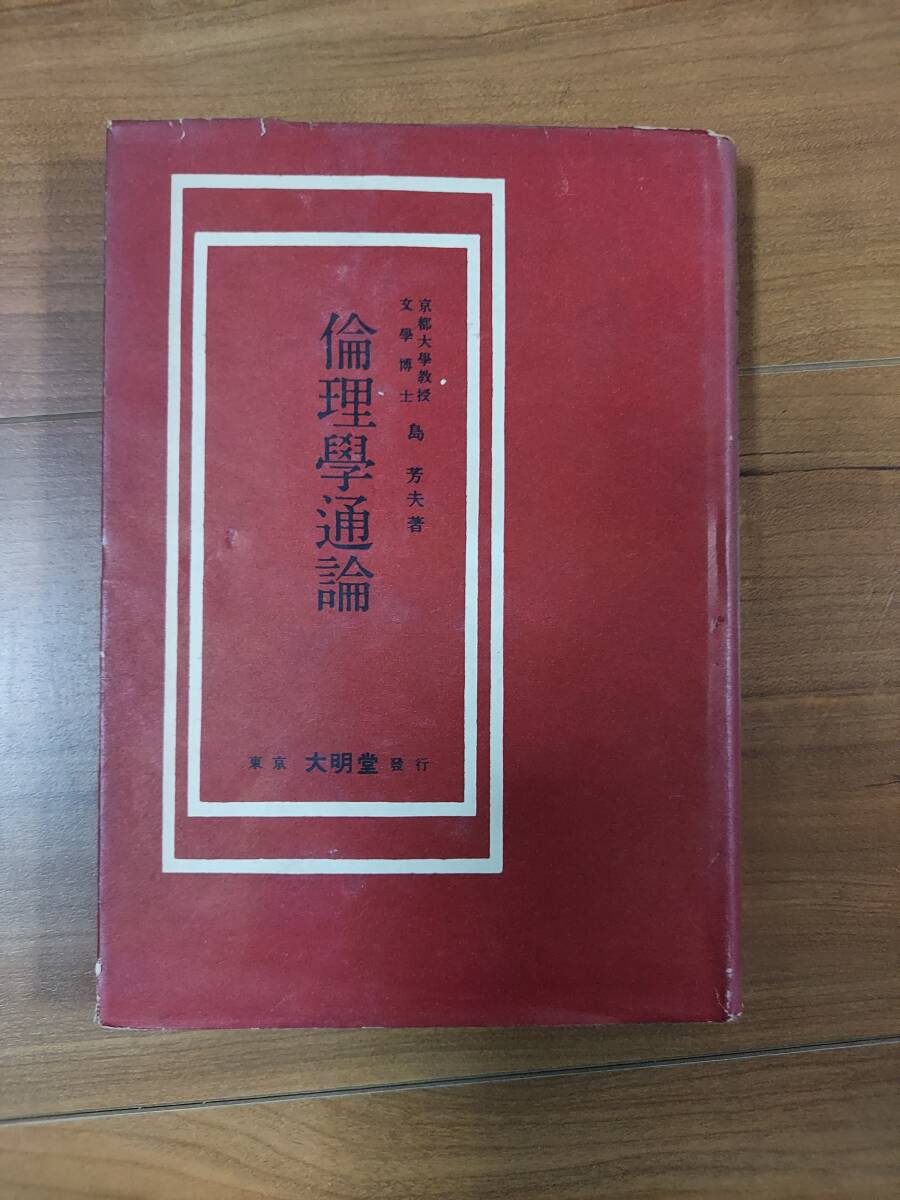 京都大學教授
文學博士
島芳夫著
倫理學通論
東京 大明堂 發行